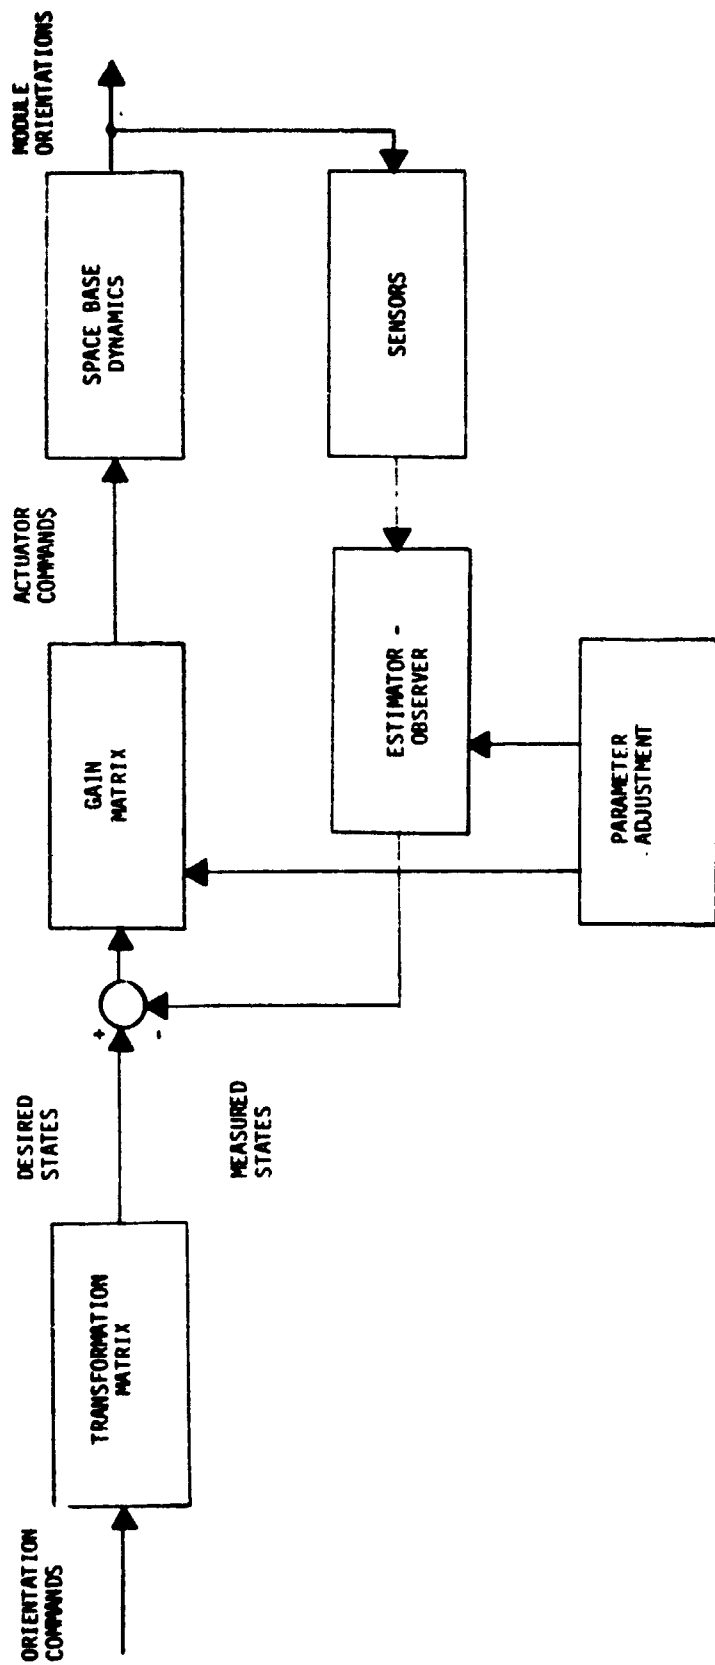 ORIENTATION
COMMANDS
TRANSFORMATION
MATRIX
DESIRED
STATES
+
-
MEASURED
STATES
GAIN
MATRIX
ACTUATOR
COMMANDS
SPACE BASE
DYNAMICS
MODULE
ORIENTATIONS
SENSORS
ESTIMATOR -
OBSERVER
PARAMETER
ADJUSTMENT